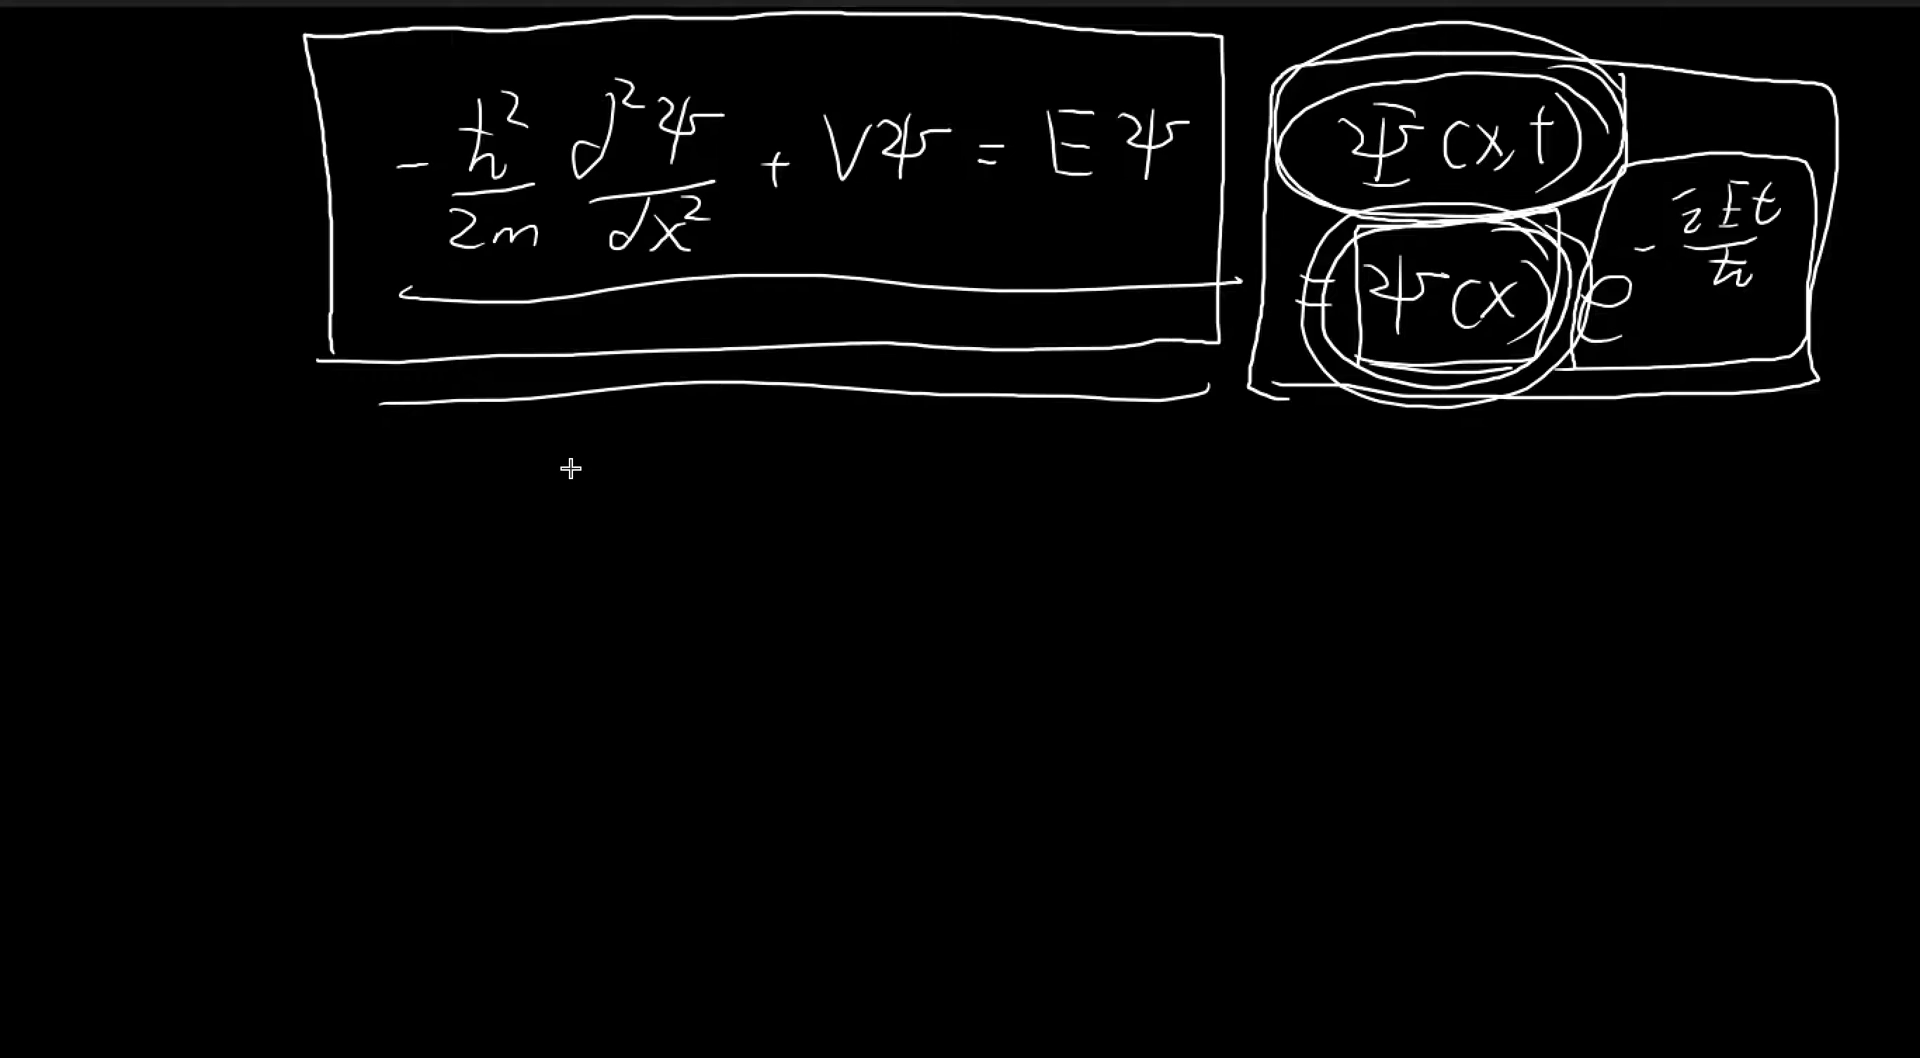 -ħ²/2m d²ψ/dx² + Vψ = Eψ
Ψ(x,t)
= ψ(x) e^(-iEt/ħ)